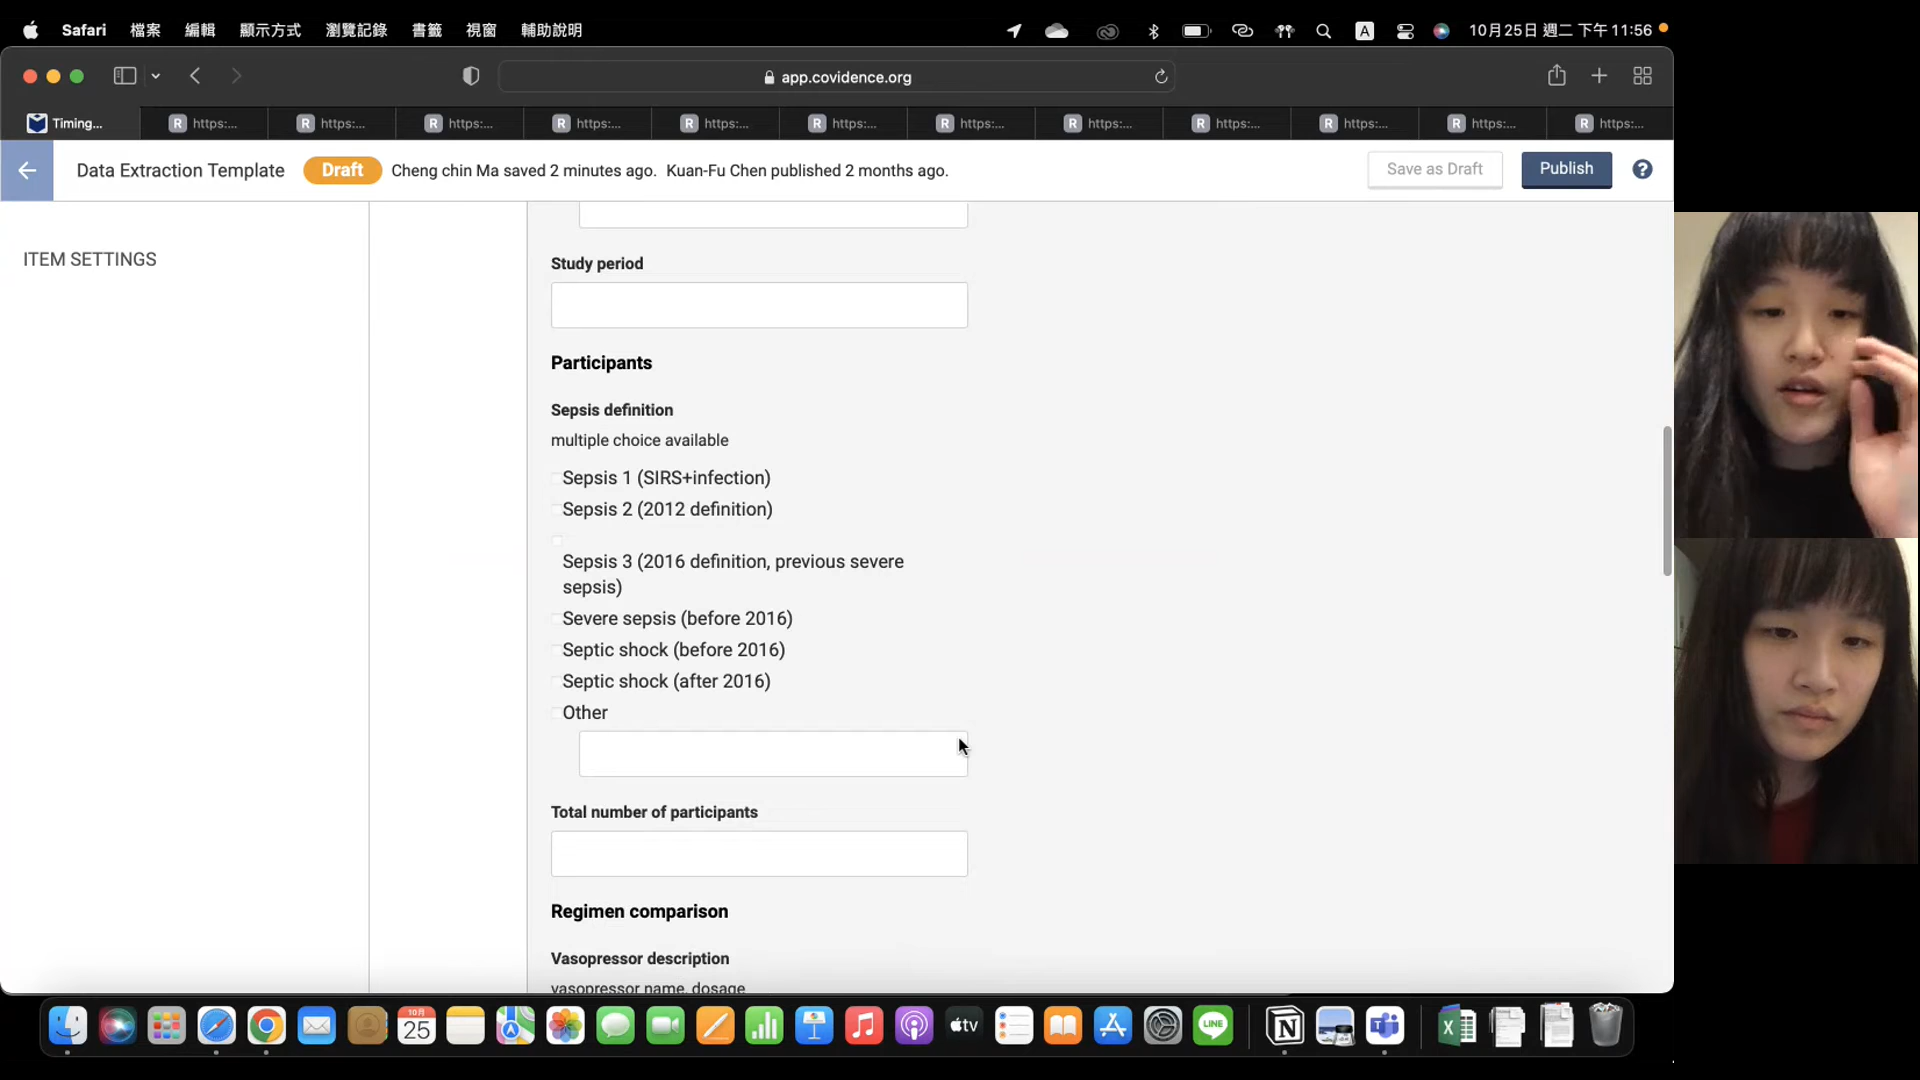 Safari 檔案 編輯 顯示方式 瀏覽記錄 書籤 視窗 輔助說明 A 10月25日 週二 下午 11:56
app.covidence.org
Timing... R https:... R https:... R https:... R https:... R https:... R https:... R https:... R https:... R https:... R https:... R https:... R https:...
Data Extraction Template Draft Cheng chin Ma saved 2 minutes ago. Kuan-Fu Chen published 2 months ago. Save as Draft Publish ?
ITEM SETTINGS
Study period
Participants
Sepsis definition
multiple choice available
Sepsis 1 (SIRS+infection)
Sepsis 2 (2012 definition)
Sepsis 3 (2016 definition, previous severe
sepsis)
Severe sepsis (before 2016)
Septic shock (before 2016)
Septic shock (after 2016)
Other
Total number of participants
Regimen comparison
Vasopressor description
vasopressor name, dosage
10月
25
tv
LINE
N
T
X